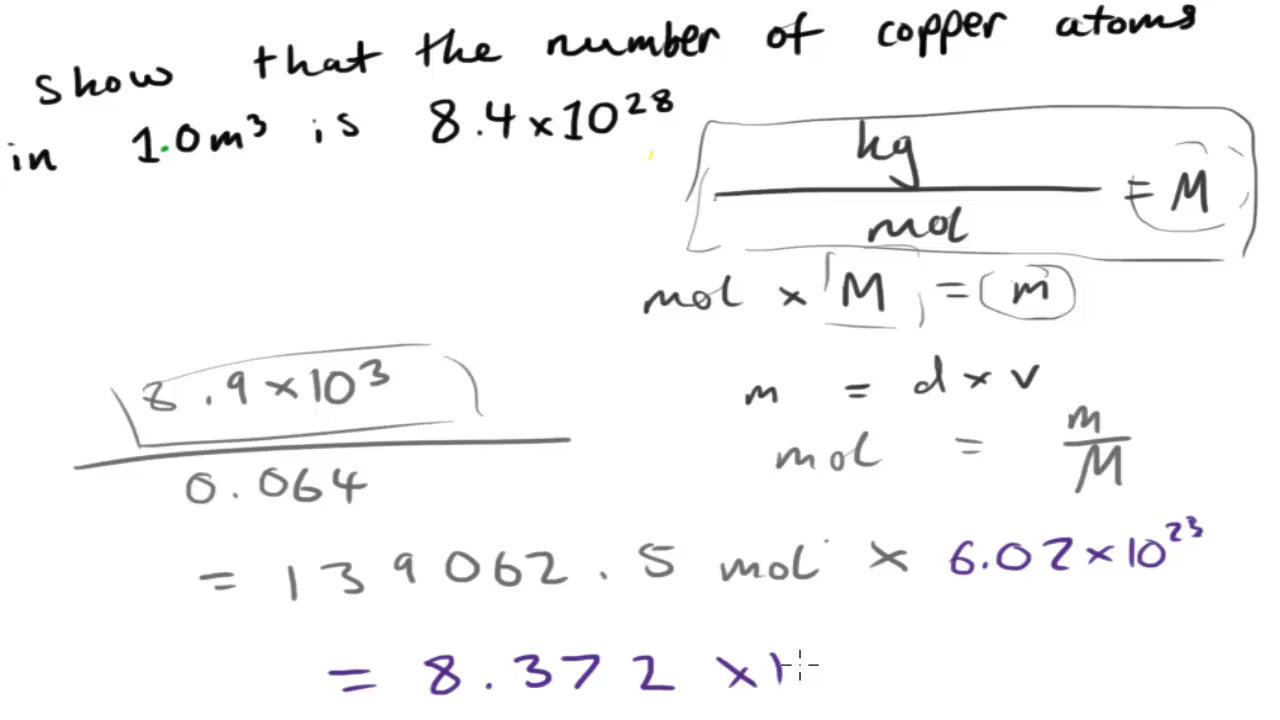 show that the number of copper atoms
in 1.0m³ is 8.4×10²⁸
kg
mol
= M
mol × M = m
m = d × v
mol = m/M
8.9×10³
0.064
= 139062.5 mol × 6.02×10²³
= 8.372 ×1